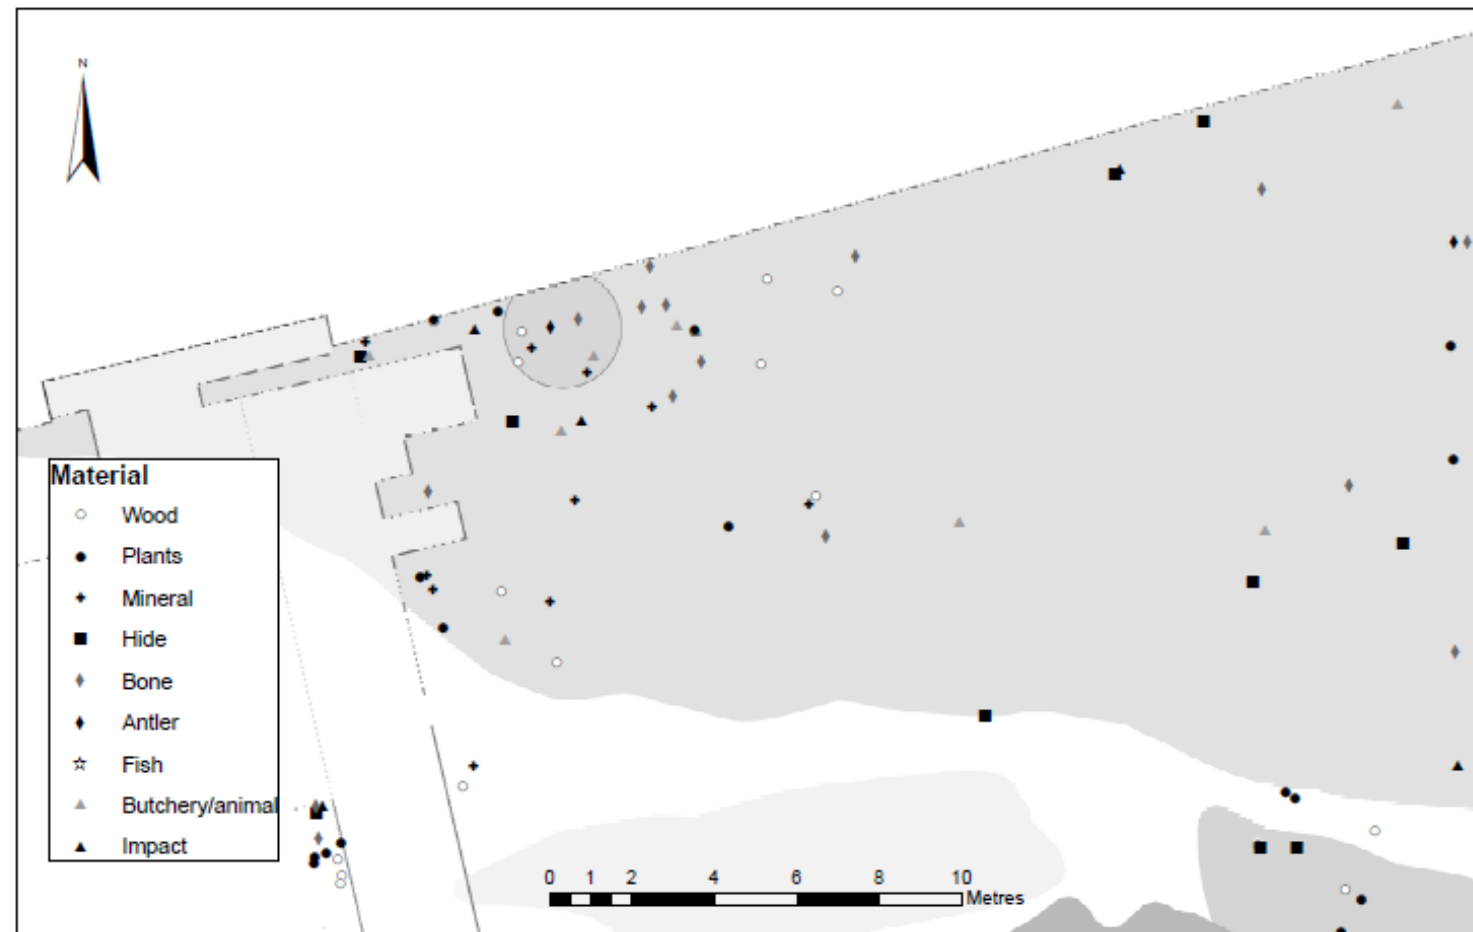 N
Material
Wood
Plants
Mineral
Hide
Bone
Antler
Fish
Butchery/animal
Impact
0 1 2 4 6 8 10
Metres